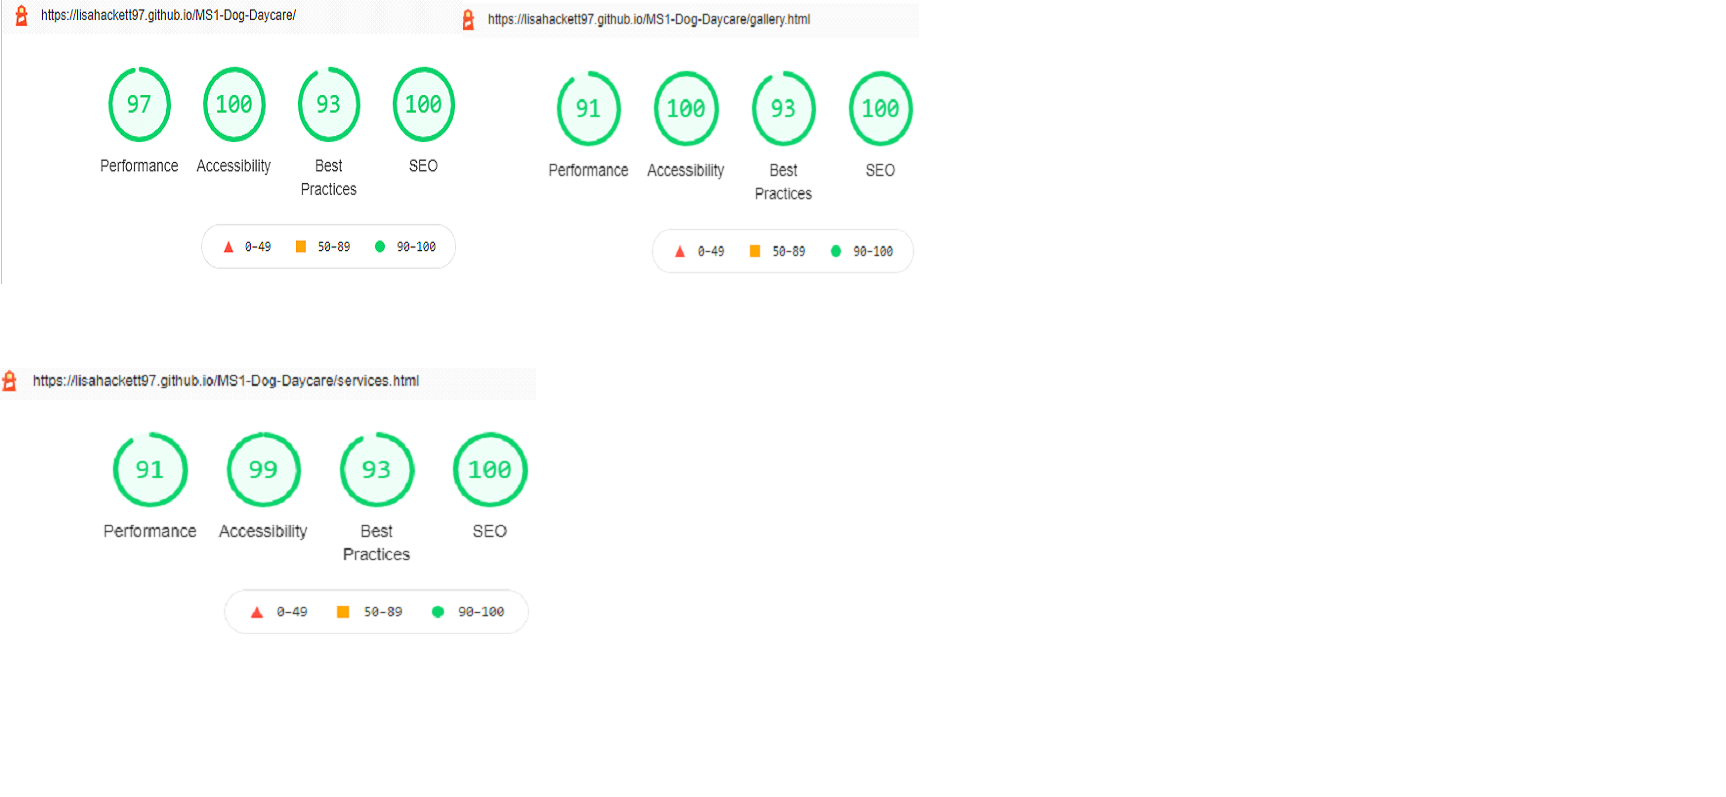 https://lisahackett97.github.io/MS1-Dog-Daycare/
97 100 93 100
Performance Accessibility Best SEO
Practices
0-49 50-89 90-100
https://lisahackett97.github.io/MS1-Dog-Daycare/gallery.html
91 100 93 100
Performance Accessibility Best SEO
Practices
0-49 50-89 90-100
https://lisahackett97.github.io/MS1-Dog-Daycare/services.html
91 99 93 100
Performance Accessibility Best SEO
Practices
0-49 50-89 90-100